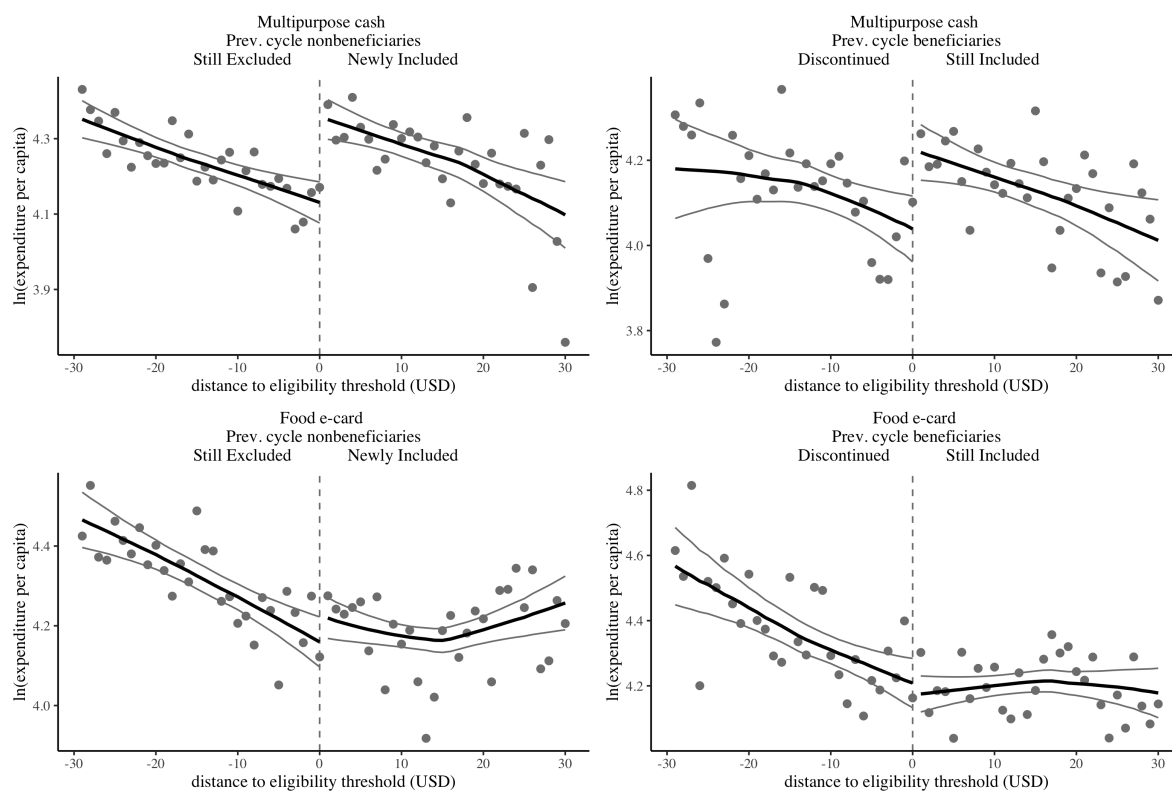 Multipurpose cash
Prev. cycle nonbeneficiaries
Still Excluded Newly Included
ln(expenditure per capita)
4.3
4.1
3.9
-30 -20 -10 0 10 20 30
distance to eligibility threshold (USD)
Multipurpose cash
Prev. cycle beneficiaries
Discontinued Still Included
ln(expenditure per capita)
4.2
4.0
3.8
-30 -20 -10 0 10 20 30
distance to eligibility threshold (USD)
Food e-card
Prev. cycle nonbeneficiaries
Still Excluded Newly Included
ln(expenditure per capita)
4.4
4.2
4.0
-30 -20 -10 0 10 20 30
distance to eligibility threshold (USD)
Food e-card
Prev. cycle beneficiaries
Discontinued Still Included
ln(expenditure per capita)
4.8
4.6
4.4
4.2
-30 -20 -10 0 10 20 30
distance to eligibility threshold (USD)